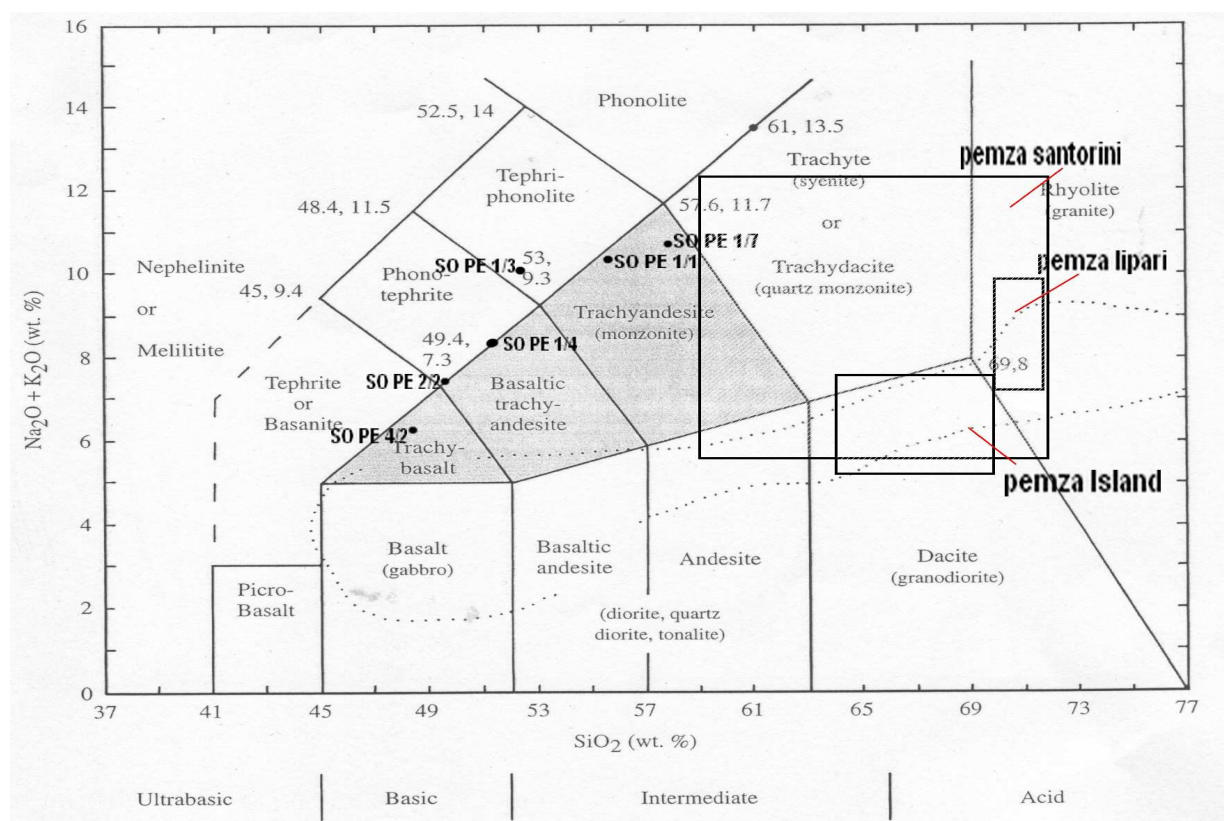 16
14
12
10
8
6
4
2
0
Na2O + K2O (wt. %)
52.5, 14
Phonolite
61, 13.5
Tephri-
phonolite
Trachyte
(syenite)
or
Trachydacite
(quartz monzonite)
pemza santorini
Rhyolite
(granite)
48.4, 11.5
57.6, 11.7
SO PE 1/7
SO PE 1/1
pemza lipari
Nephelinite
or
Melilitite
45, 9.4
Phono-
tephrite
SO PE 1/3
53,
9.3
Trachyandesite
(monzonite)
49.4,
7.3
SO PE 1/4
69,8
Tephrite
or
Basanite
SO PE 2/2
Basaltic
trachy-
andesite
SO PE 4/2
Trachy-
basalt
pemza Island
Basalt
(gabbro)
Basaltic
andesite
Andesite
Dacite
(granodiorite)
Picro-
Basalt
(diorite, quartz
diorite, tonalite)
37
41
45
49
53
57
61
65
69
73
77
SiO2 (wt. %)
Ultrabasic
Basic
Intermediate
Acid